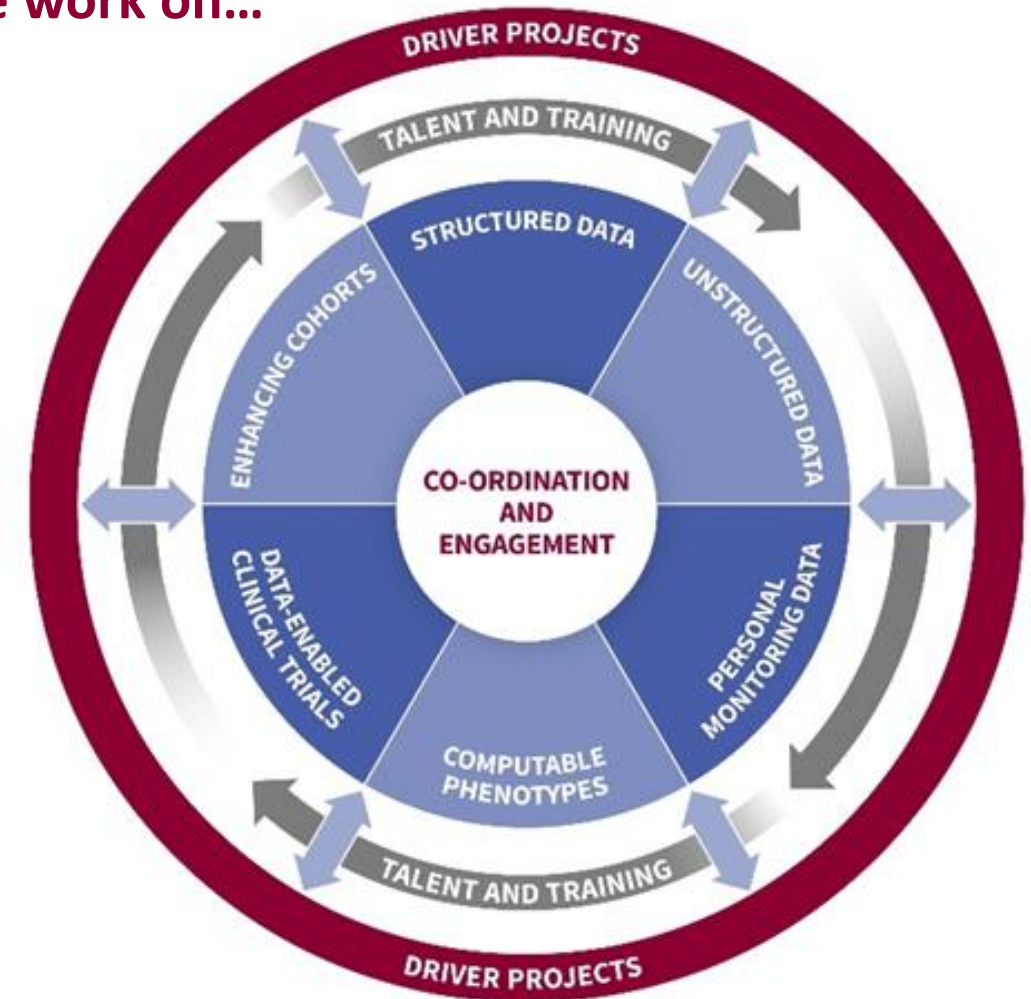 work on...
DRIVER PROJECTS
TALENT AND TRAINING
STRUCTURED DATA
UNSTRUCTURED DATA
ENHANCING COHORTS
CO-ORDINATION
AND
ENGAGEMENT
DATA-ENABLED
CLINICAL TRIALS
PERSONAL
MONITORING DATA
COMPUTABLE
PHENOTYPES
TALENT AND TRAINING
DRIVER PROJECTS